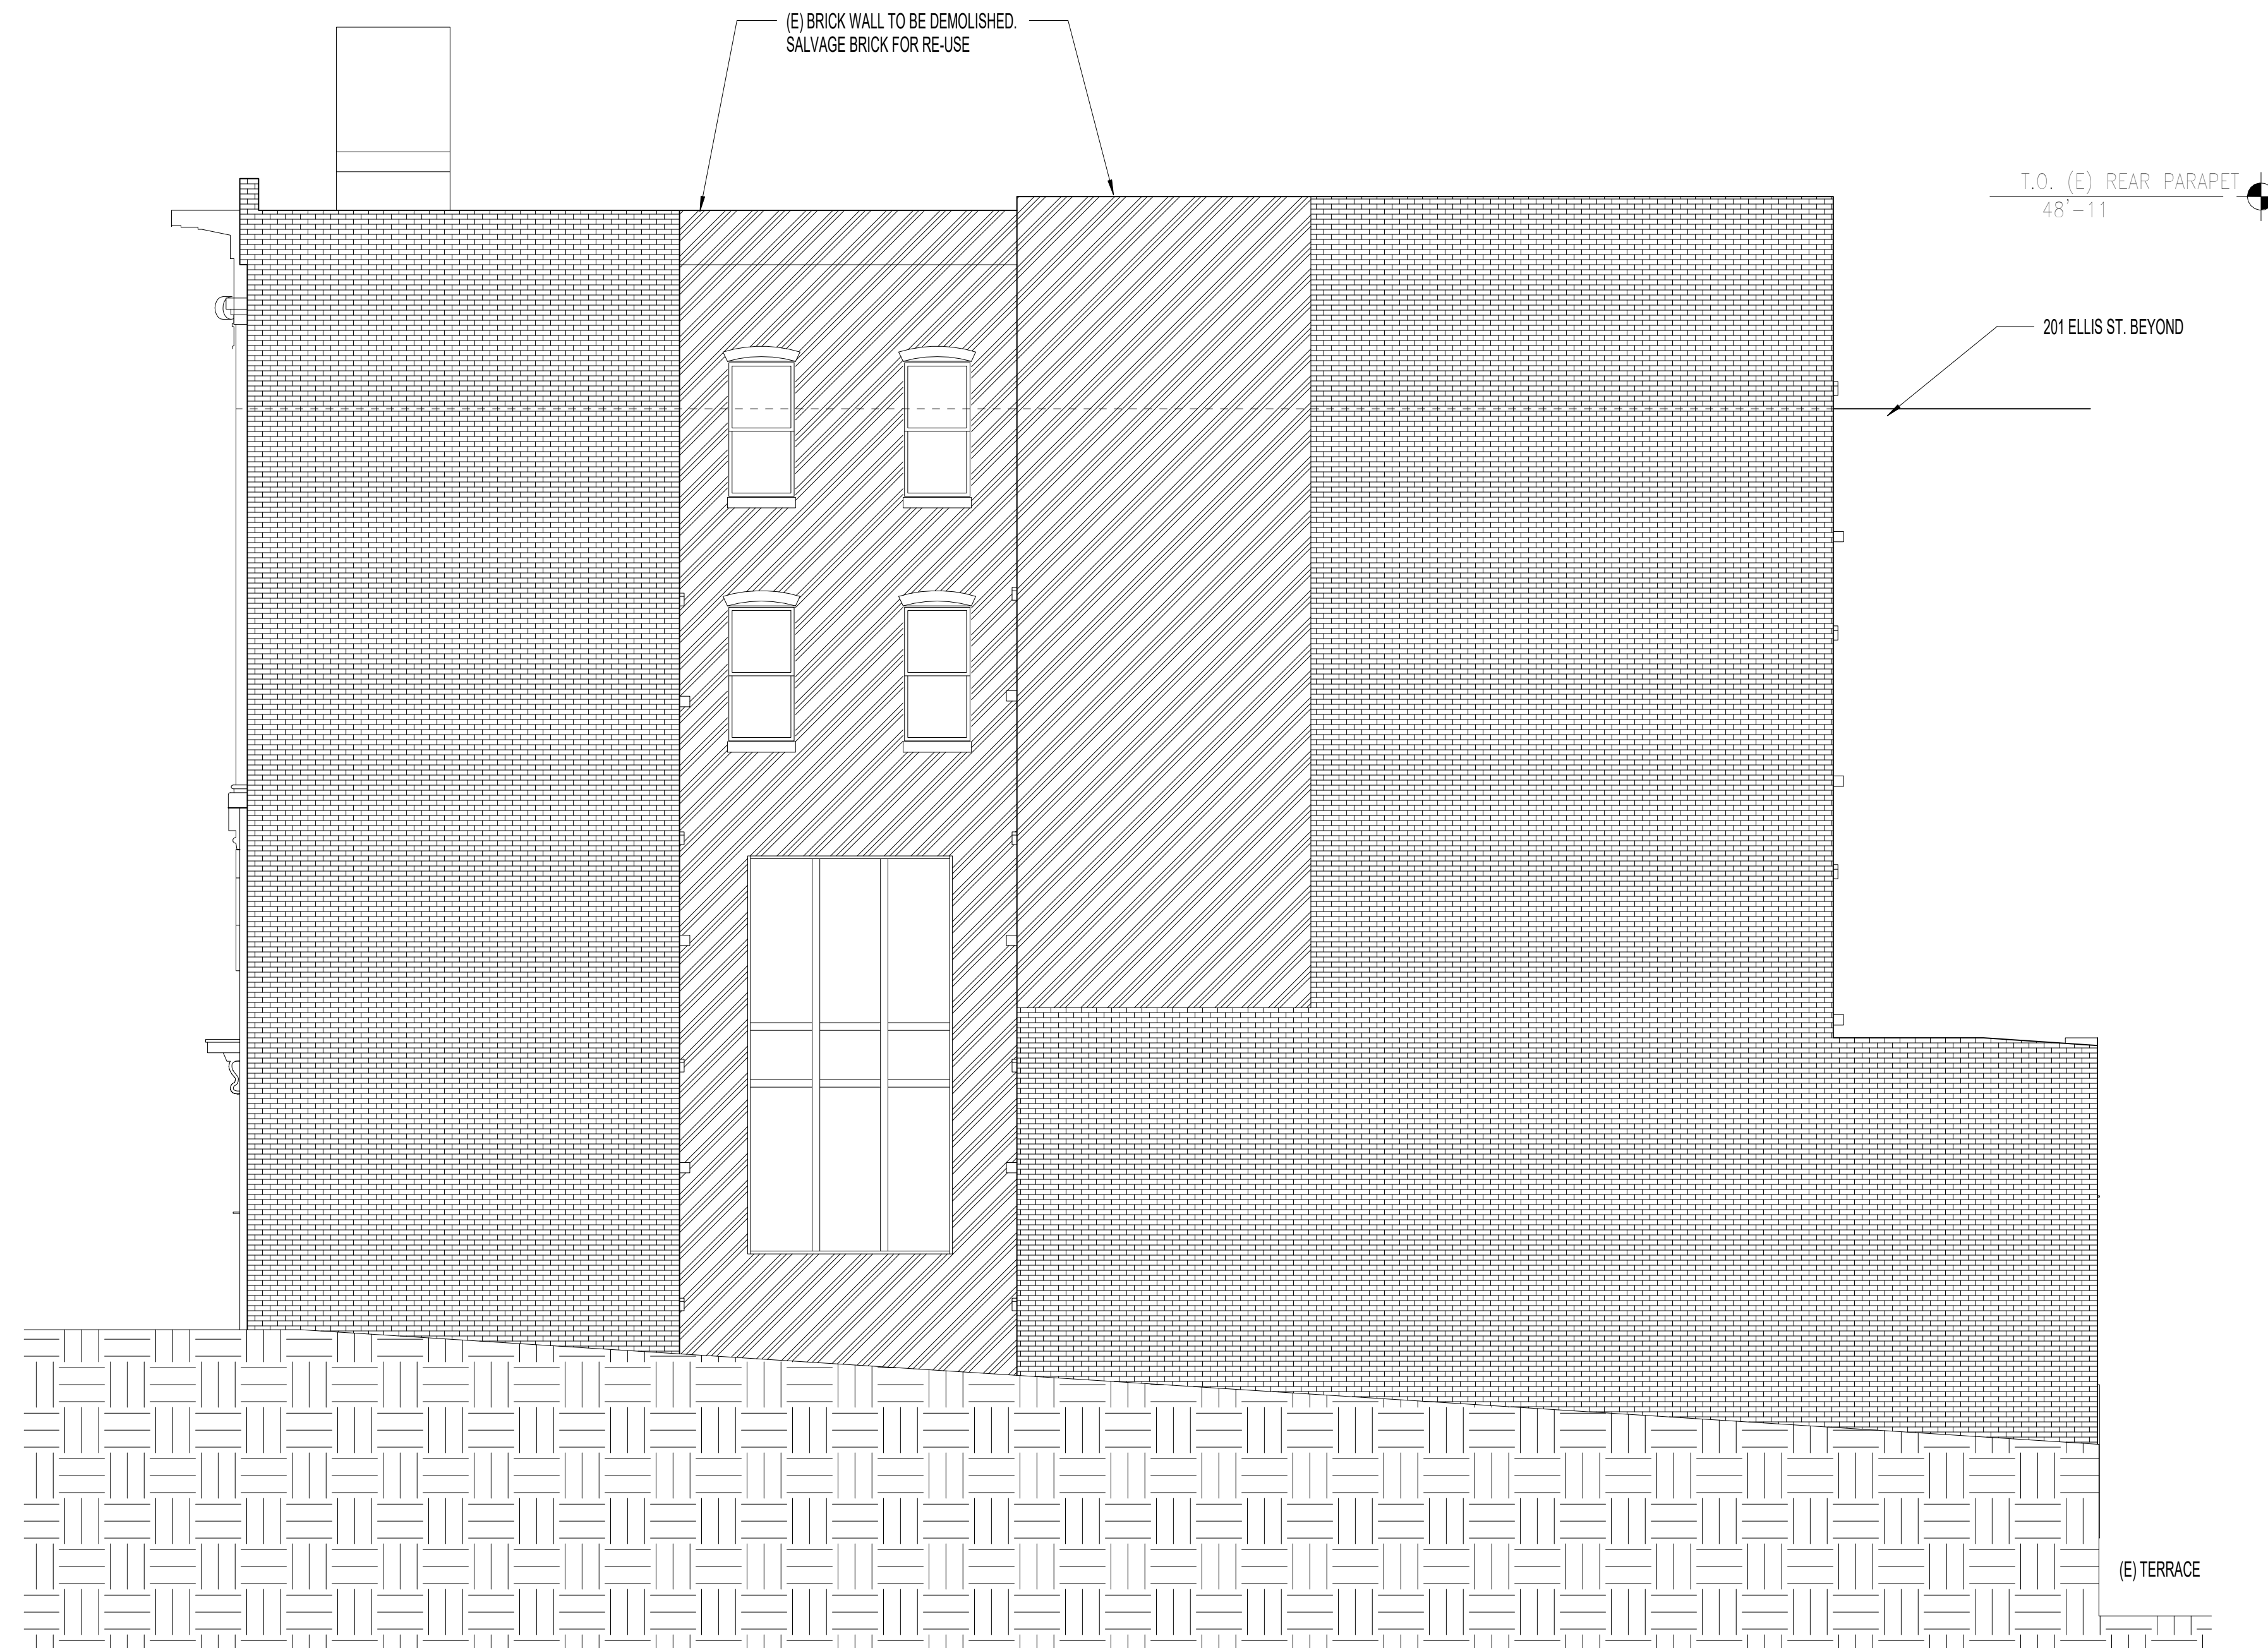 (E) BRICK WALL TO BE DEMOLISHED.
SALVAGE BRICK FOR RE-USE
T.O. (E) REAR PARAPET
48'-11
201 ELLIS ST. BEYOND
(E) TERRACE